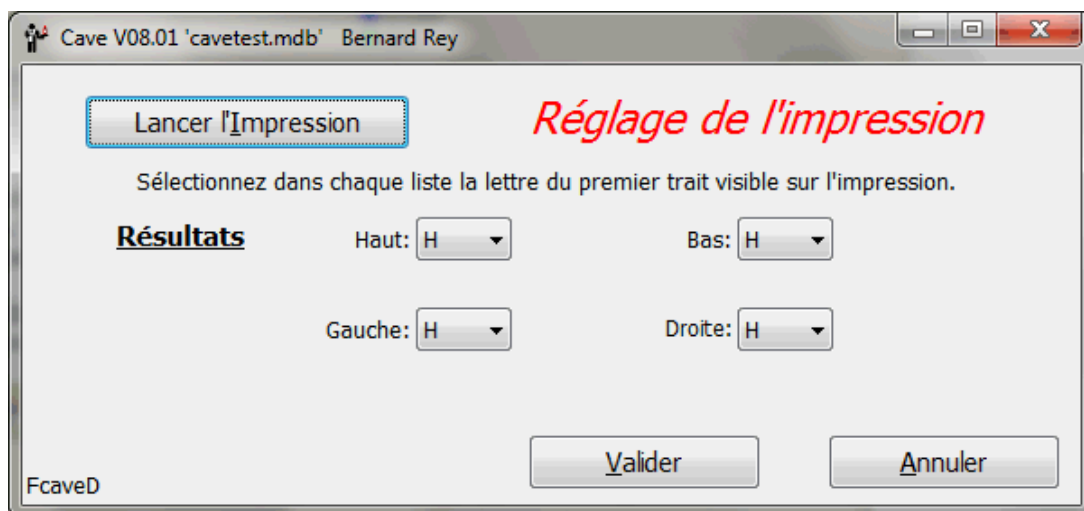 Cave V08.01 'cavetest.mdb' Bernard Rey
Lancer l'Impression
Réglage de l'impression
Sélectionnez dans chaque liste la lettre du premier trait visible sur l'impression.
Résultats Haut: H Bas: H
Gauche: H Droite: H
Valider Annuler
FcaveD